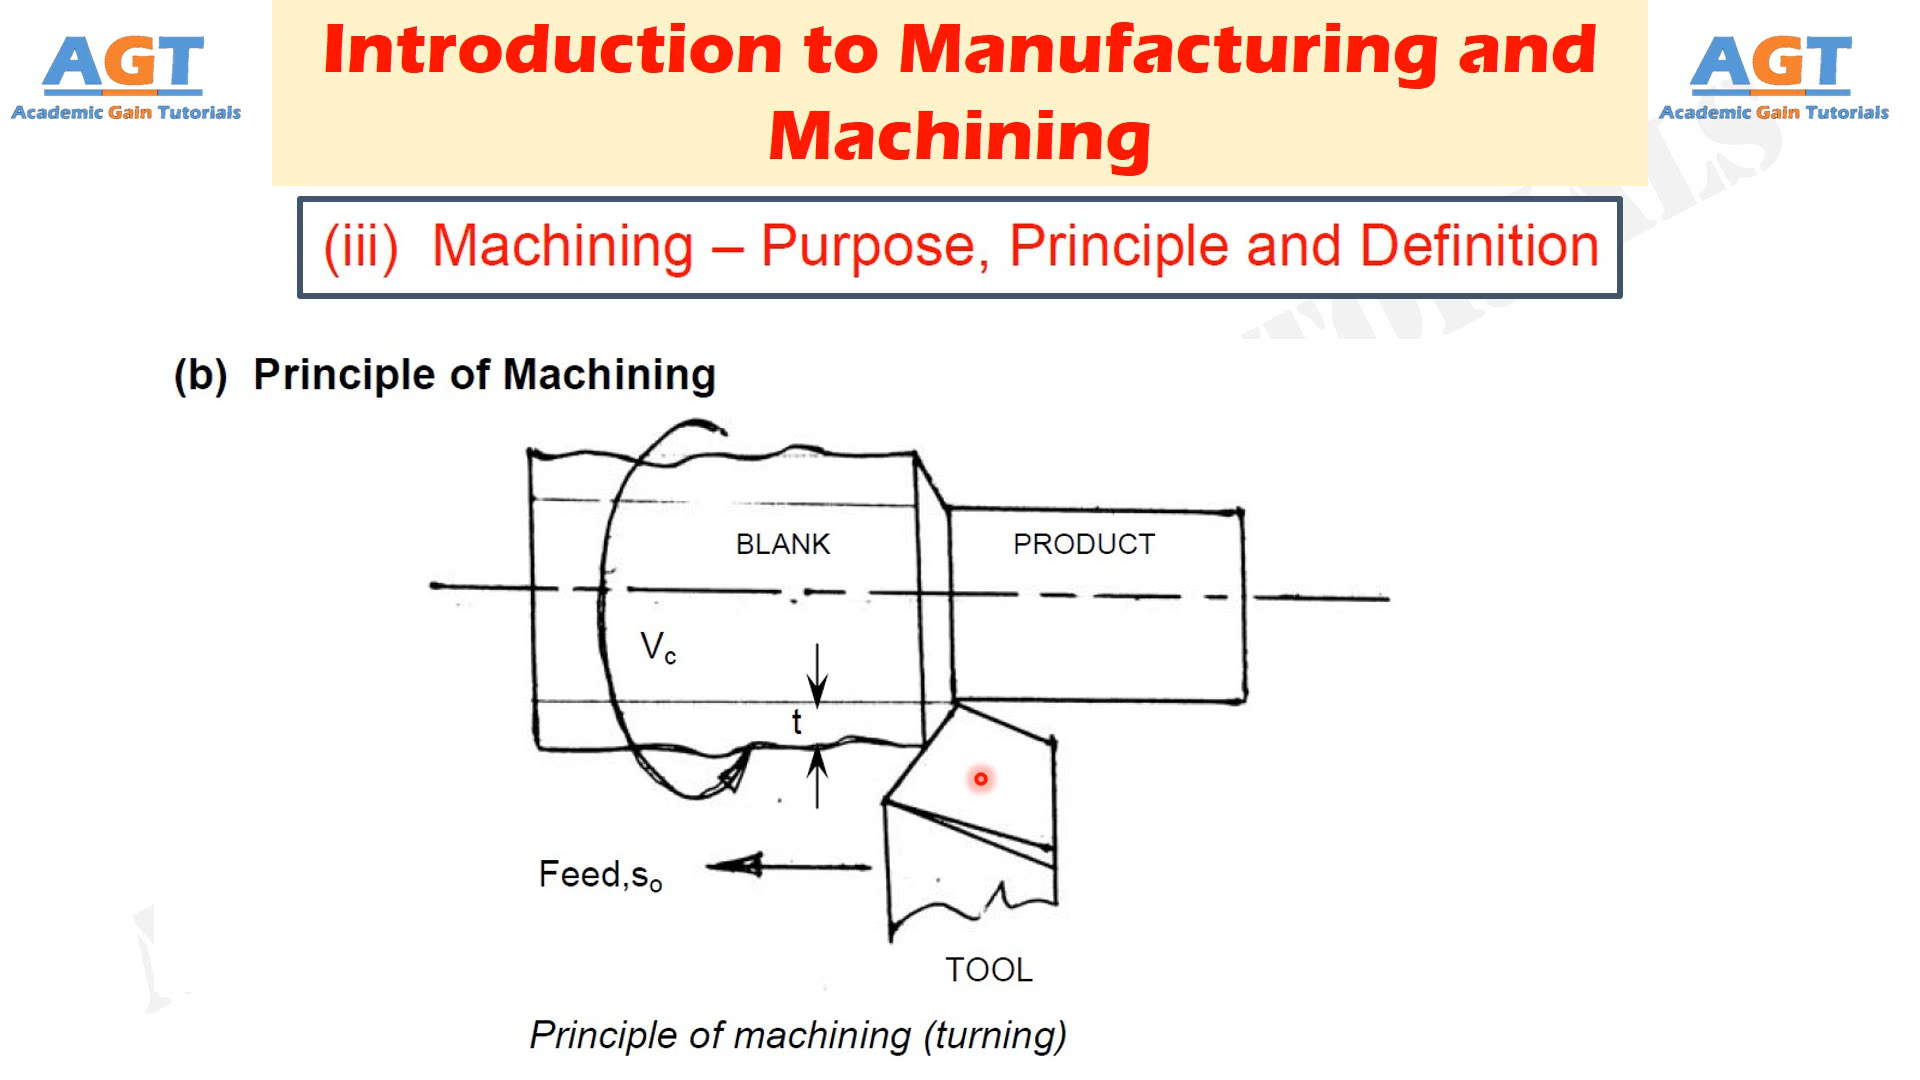 AGT
Academic Gain Tutorials
Introduction to Manufacturing and
Machining
AGT
Academic Gain Tutorials
(iii) Machining – Purpose, Principle and Definition
(b) Principle of Machining
BLANK
PRODUCT
Vc
t
Feed,so
TOOL
Principle of machining (turning)